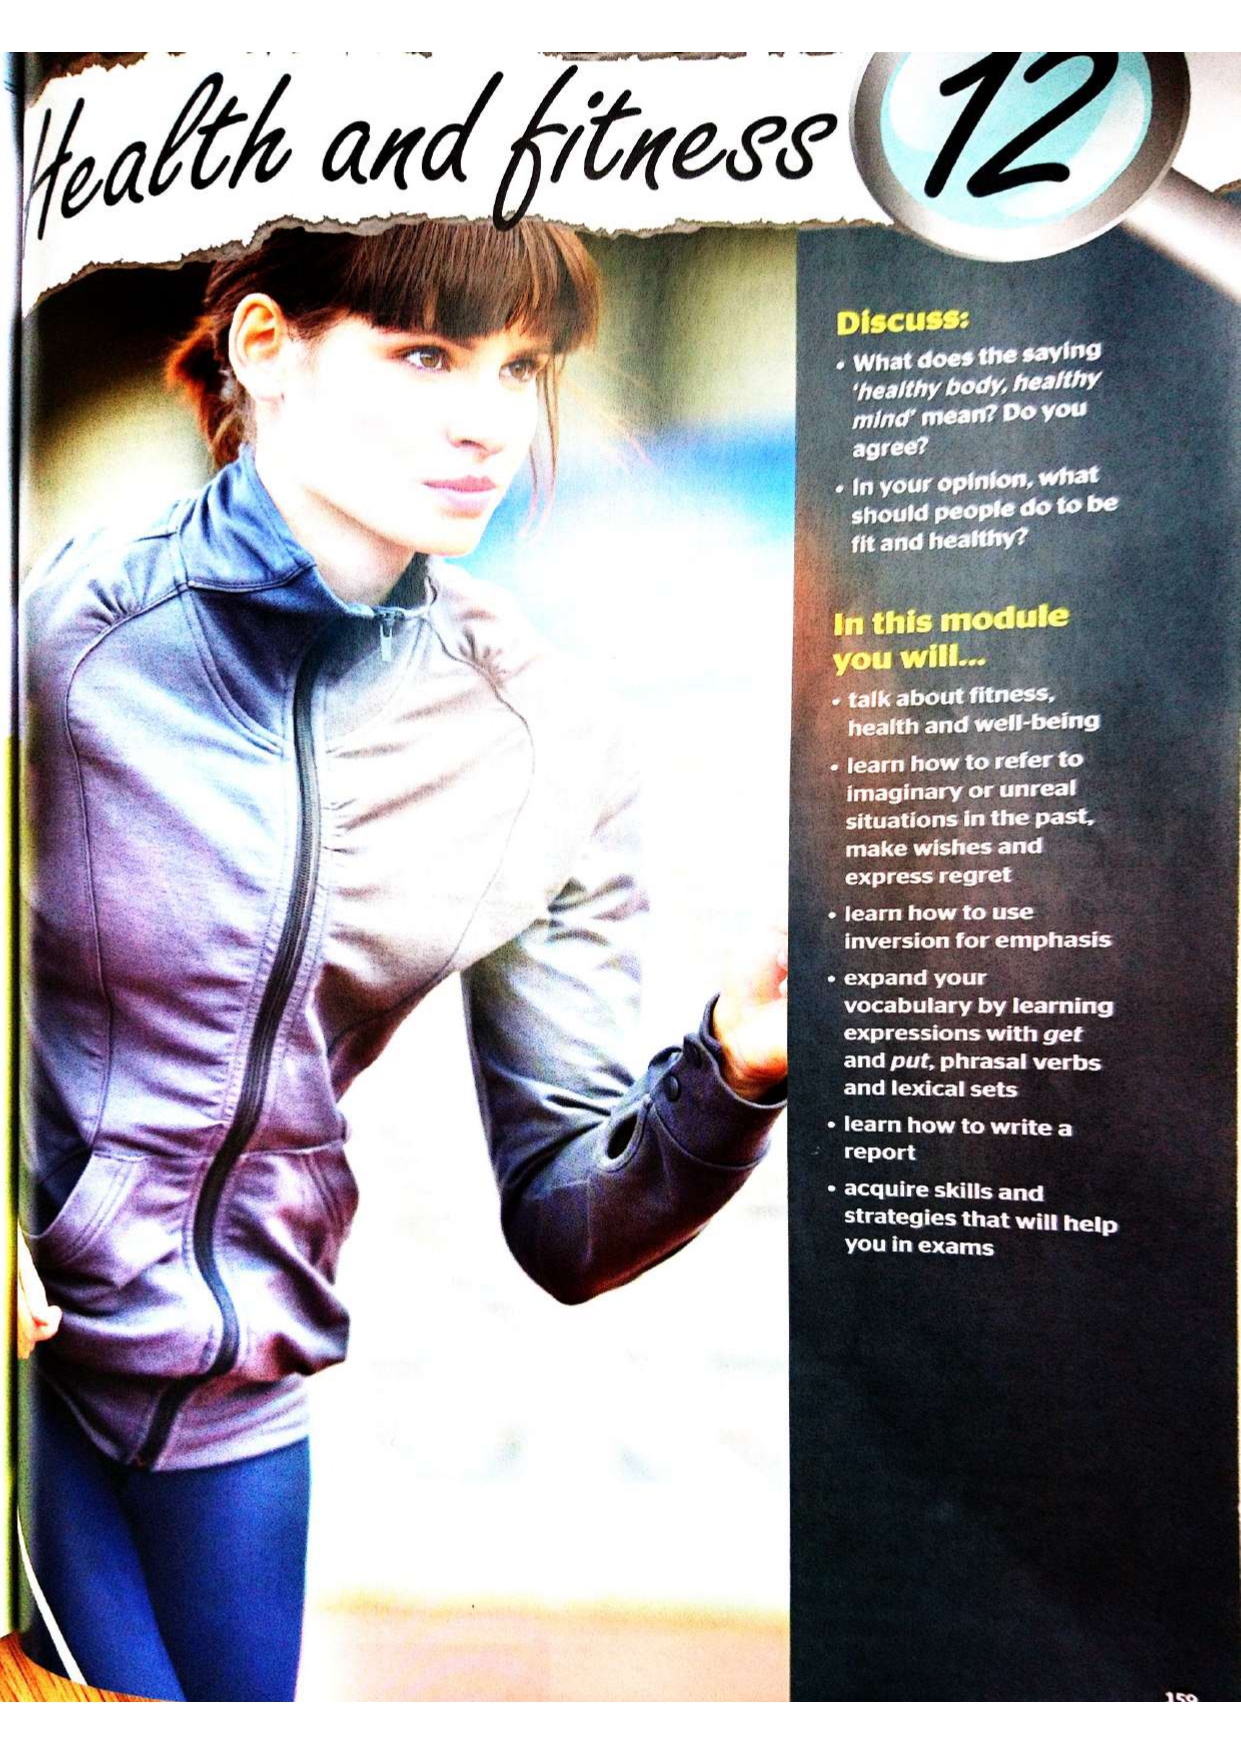 Health and fitness 12
Discuss:
• What does the saying
'healthy body, healthy
mind' mean? Do you
agree?
• In your opinion, what
should people do to be
fit and healthy?
In this module
you will...
• talk about fitness,
health and well-being
• learn how to refer to
imaginary or unreal
situations in the past,
make wishes and
express regret
• learn how to use
inversion for emphasis
• expand your
vocabulary by learning
expressions with get
and put, phrasal verbs
and lexical sets
• learn how to write a
report
• acquire skills and
strategies that will help
you in exams
159